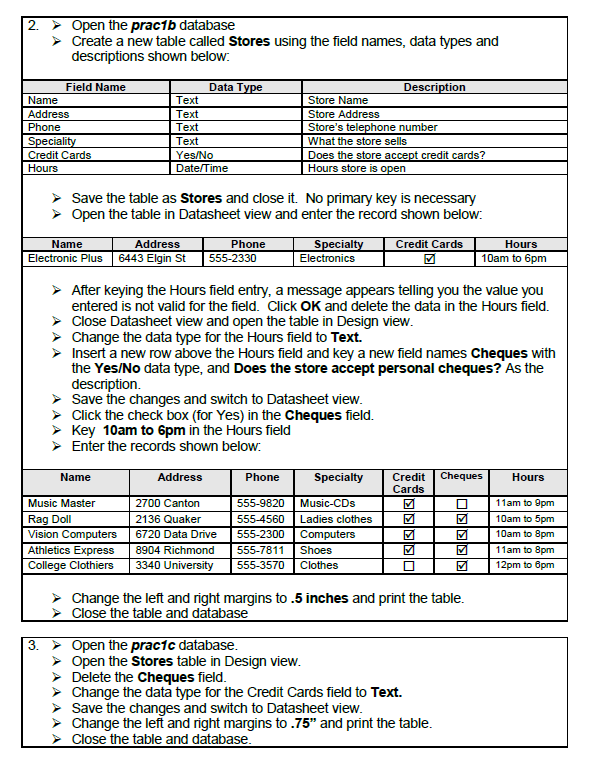 2. ➢ Open the prac1b database
➢ Create a new table called Stores using the field names, data types and
descriptions shown below:
Field Name Data Type Description
Name Text Store Name
Address Text Store Address
Phone Text Store's telephone number
Speciality Text What the store sells
Credit Cards Yes/No Does the store accept credit cards?
Hours Date/Time Hours store is open
➢ Save the table as Stores and close it. No primary key is necessary
➢ Open the table in Datasheet view and enter the record shown below:
Name Address Phone Specialty Credit Cards Hours
Electronic Plus 6443 Elgin St 555-2330 Electronics ☑ 10am to 6pm
➢ After keying the Hours field entry, a message appears telling you the value you
entered is not valid for the field. Click OK and delete the data in the Hours field.
➢ Close Datasheet view and open the table in Design view.
➢ Change the data type for the Hours field to Text.
➢ Insert a new row above the Hours field and key a new field names Cheques with
the Yes/No data type, and Does the store accept personal cheques? As the
description.
➢ Save the changes and switch to Datasheet view.
➢ Click the check box (for Yes) in the Cheques field.
➢ Key 10am to 6pm in the Hours field
➢ Enter the records shown below:
Name Address Phone Specialty Credit Cheques Hours
Cards
Music Master 2700 Canton 555-9820 Music-CDs ☑ ☐ 11am to 9pm
Rag Doll 2136 Quaker 555-4560 Ladies clothes ☑ ☑ 10am to 5pm
Vision Computers 6720 Data Drive 555-2300 Computers ☑ ☑ 10am to 8pm
Athletics Express 8904 Richmond 555-7811 Shoes ☑ ☑ 11am to 8pm
College Clothiers 3340 University 555-3570 Clothes ☐ ☑ 12pm to 6pm
➢ Change the left and right margins to .5 inches and print the table.
➢ Close the table and database
3. ➢ Open the prac1c database.
➢ Open the Stores table in Design view.
➢ Delete the Cheques field.
➢ Change the data type for the Credit Cards field to Text.
➢ Save the changes and switch to Datasheet view.
➢ Change the left and right margins to .75" and print the table.
➢ Close the table and database.